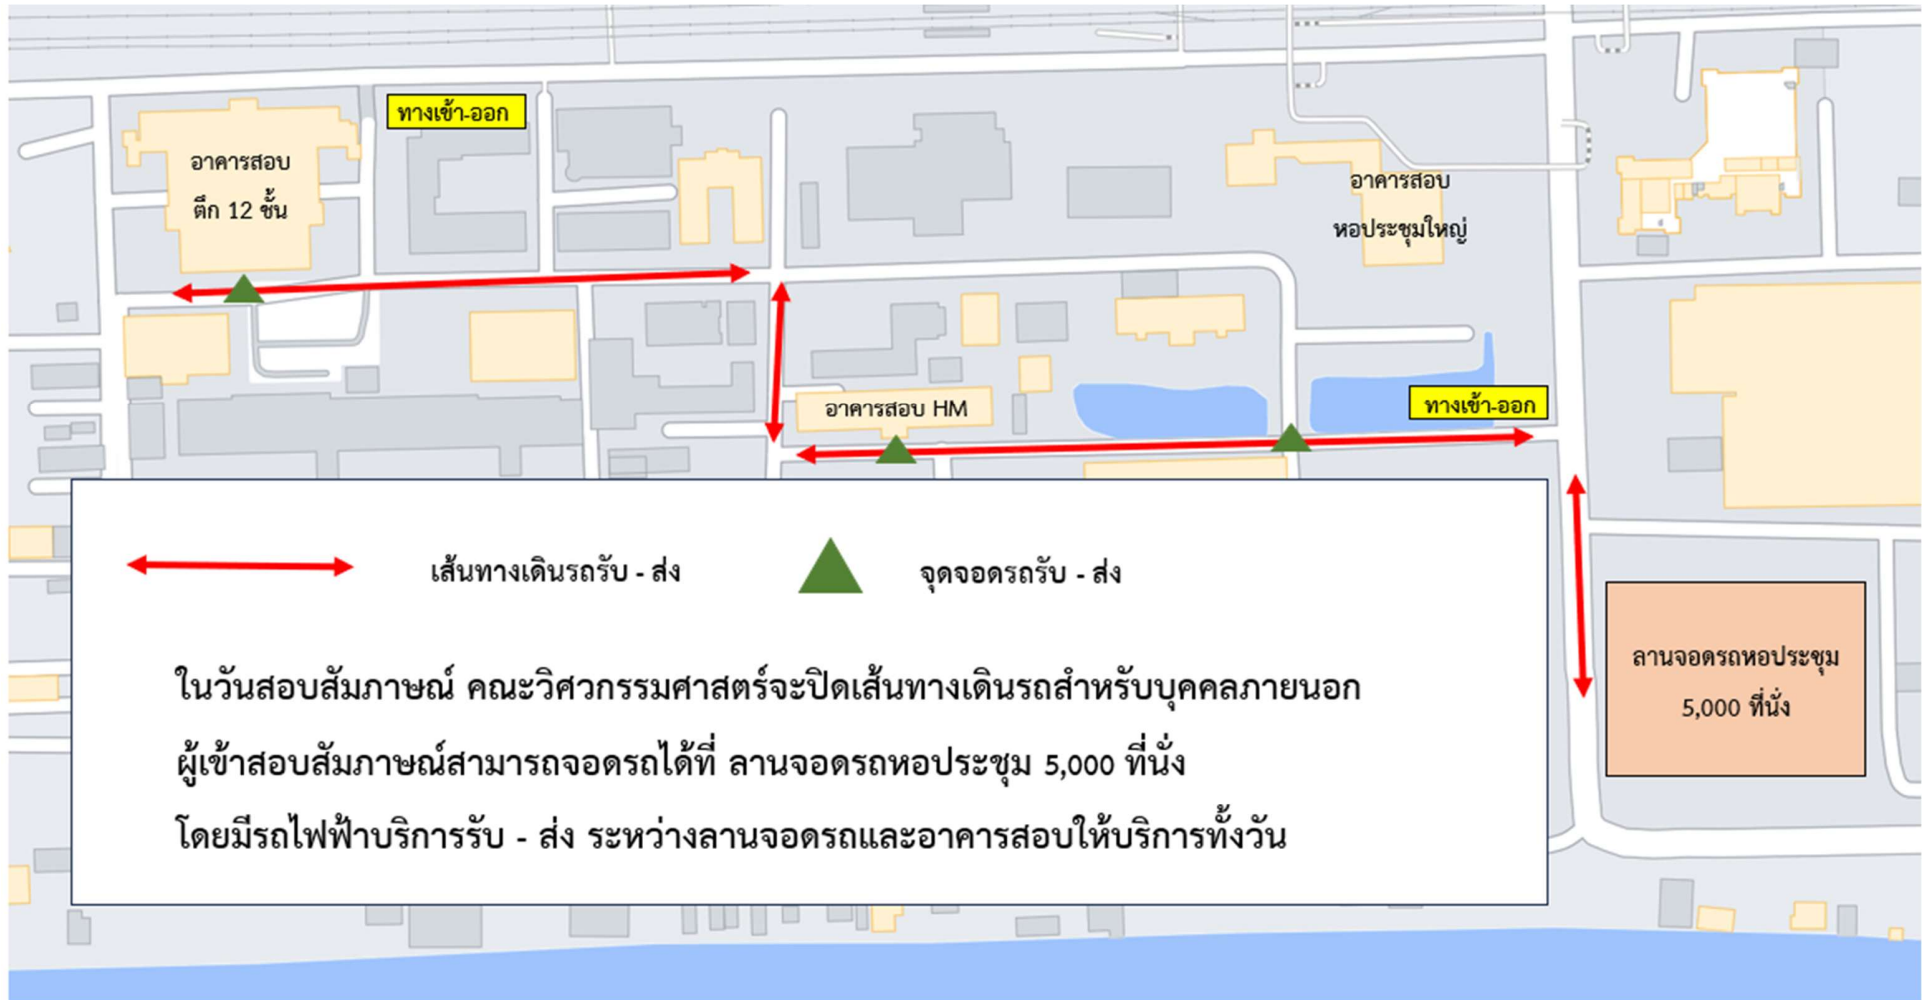 ทางเข้า-ออก
อาคารสอบ
ตึก 12 ชั้น
อาคารสอบ
หอประชุมใหญ่
อาคารสอบ HM
ทางเข้า-ออก
เส้นทางเดินรถรับ - ส่ง
จุดจอดรถรับ - ส่ง
ในวันสอบสัมภาษณ์ คณะวิศวกรรมศาสตร์จะปิดเส้นทางเดินรถสำหรับบุคคลภายนอก
ผู้เข้าสอบสัมภาษณ์สามารถจอดรถได้ที่ ลานจอดรถหอประชุม 5,000 ที่นั่ง
โดยมีรถไฟฟ้าบริการรับ - ส่ง ระหว่างลานจอดรถและอาคารสอบให้บริการทั้งวัน
ลานจอดรถหอประชุม
5,000 ที่นั่ง